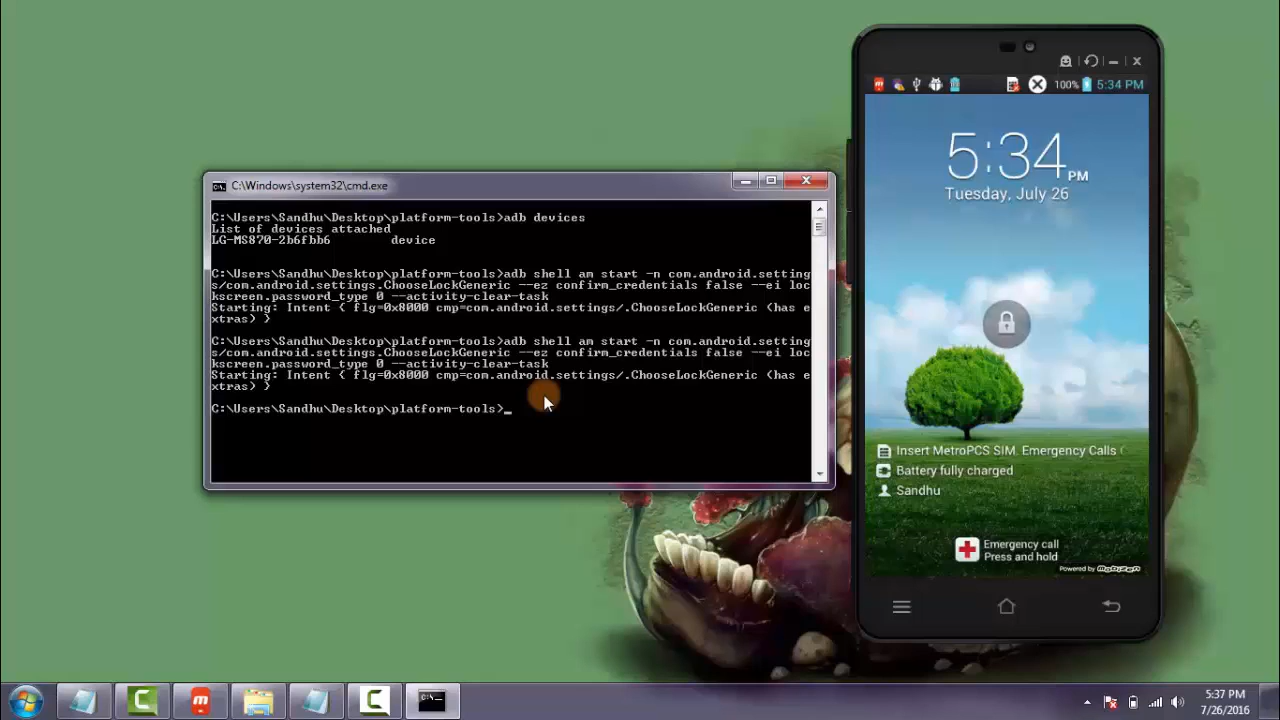 C:\Windows\system32\cmd.exe
C:\Users\Sandhu\Desktop\platform-tools>adb devices
List of devices attached
LG-MS870-2b6fbb6 device
C:\Users\Sandhu\Desktop\platform-tools>adb shell am start -n com.android.setting
s/com.android.settings.ChooseLockGeneric --ez confirm_credentials false --ei loc
kscreen.password_type 0 --activity-clear-task
Starting: Intent { flg=0x8000 cmp=com.android.settings/.ChooseLockGeneric (has e
xtras) }
C:\Users\Sandhu\Desktop\platform-tools>adb shell am start -n com.android.setting
s/com.android.settings.ChooseLockGeneric --ez confirm_credentials false --ei loc
kscreen.password_type 0 --activity-clear-task
Starting: Intent { flg=0x8000 cmp=com.android.settings/.ChooseLockGeneric (has e
xtras) }
C:\Users\Sandhu\Desktop\platform-tools>_
100% 5:34 PM
5:34 PM
Tuesday, July 26
Insert MetroPCS SIM. Emergency Calls
Battery fully charged
Sandhu
Emergency call
Press and hold
Powered by Mobizen
5:37 PM
7/26/2016